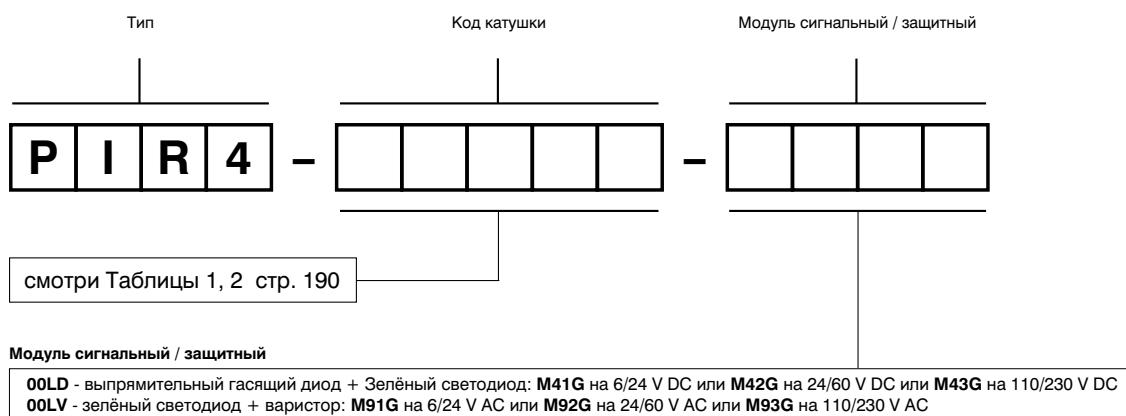 Тип
Код катушки
Модуль сигнальный / защитный
P I R 4 – –
смотри Таблицы 1, 2 стр. 190
Модуль сигнальный / защитный
00LD - выпрямительный гасящий диод + Зелёный светодиод: M41G на 6/24 V DC или M42G на 24/60 V DC или M43G на 110/230 V DC
00LV - зелёный светодиод + варистор: M91G на 6/24 V AC или M92G на 24/60 V AC или M93G на 110/230 V AC